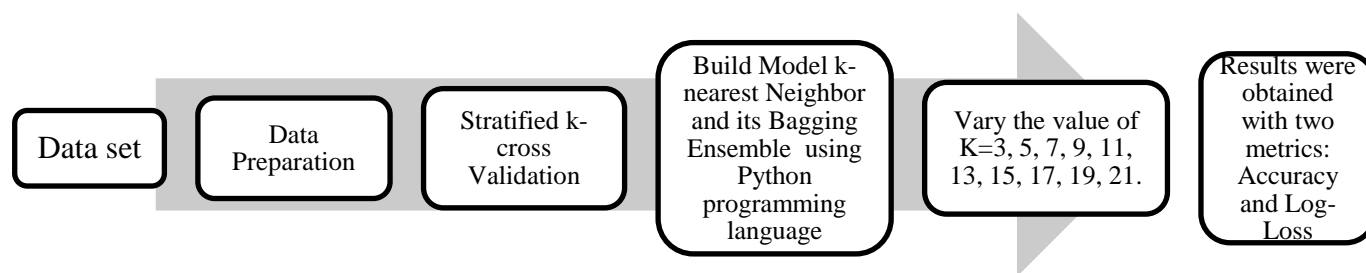 Data set
Data
Preparation
Stratified k-
cross
Validation
Build Model k-
nearest Neighbor
and its Bagging
Ensemble using
Python
programming
language
Vary the value of
K=3, 5, 7, 9, 11,
13, 15, 17, 19, 21.
Results were
obtained
with two
metrics:
Accuracy
and Log-
Loss